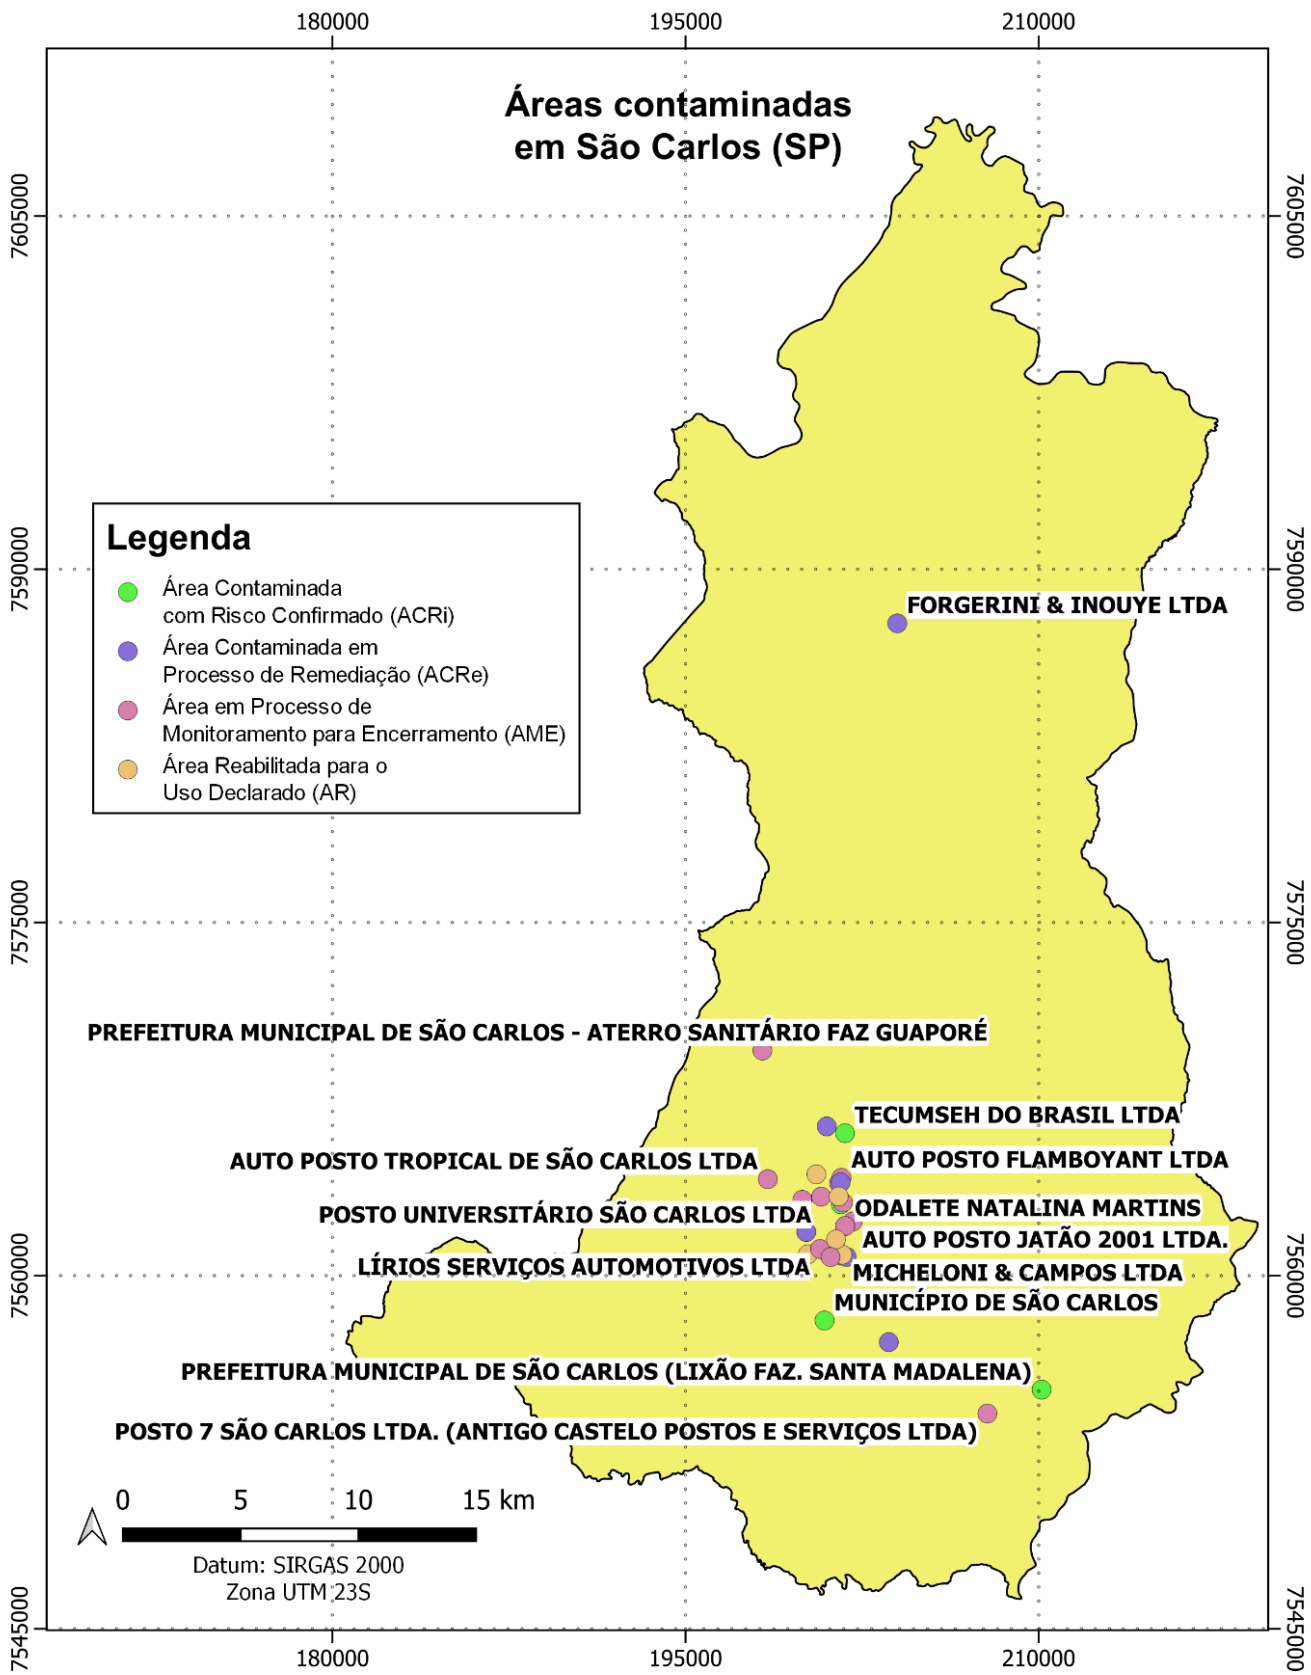 180000
195000
210000
Áreas contaminadas
em São Carlos (SP)
7605000
7605000
Legenda
7590000
7590000
Área Contaminada
com Risco Confirmado (ACRi)
Área Contaminada em
Processo de Remediação (ACRe)
Área em Processo de
Monitoramento para Encerramento (AME)
Área Reabilitada para o
Uso Declarado (AR)
FORGERINI & INOUYE LTDA
7575000
7575000
PREFEITURA MUNICIPAL DE SÃO CARLOS - ATERRO SANITÁRIO FAZ GUAPORÉ
TECUMSEH DO BRASIL LTDA
AUTO POSTO TROPICAL DE SÃO CARLOS LTDA
AUTO POSTO FLAMBOYANT LTDA
POSTO UNIVERSITÁRIO SÃO CARLOS LTDA
ODALETE NATALINA MARTINS
AUTO POSTO JATÃO 2001 LTDA.
LÍRIOS SERVIÇOS AUTOMOTIVOS LTDA
MICHELONI & CAMPOS LTDA
7560000
7560000
MUNICÍPIO DE SÃO CARLOS
PREFEITURA MUNICIPAL DE SÃO CARLOS (LIXÃO FAZ. SANTA MADALENA)
POSTO 7 SÃO CARLOS LTDA. (ANTIGO CASTELO POSTOS E SERVIÇOS LTDA)
0 5 10 15 km
Datum: SIRGAS 2000
Zona UTM 23S
7545000
7545000
180000
195000
210000